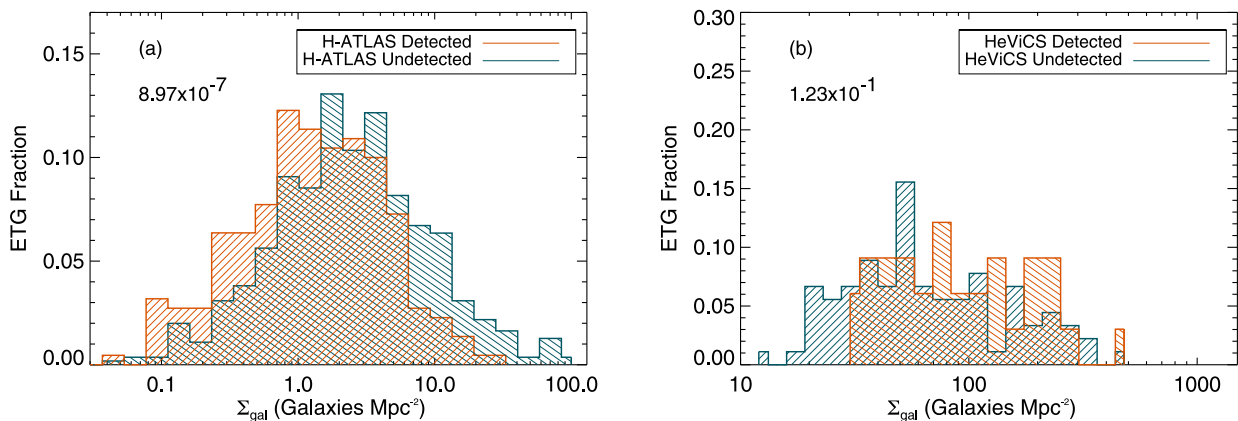 (a)
H-ATLAS Detected
H-ATLAS Undetected
8.97x10⁻⁷
0.15
0.10
0.05
0.00
ETG Fraction
0.1 1.0 10.0 100.0
Σgal (Galaxies Mpc⁻²)
(b)
HeViCS Detected
HeViCS Undetected
1.23x10⁻¹
0.30
0.25
0.20
0.15
0.10
0.05
0.00
ETG Fraction
10 100 1000
Σgal (Galaxies Mpc⁻²)